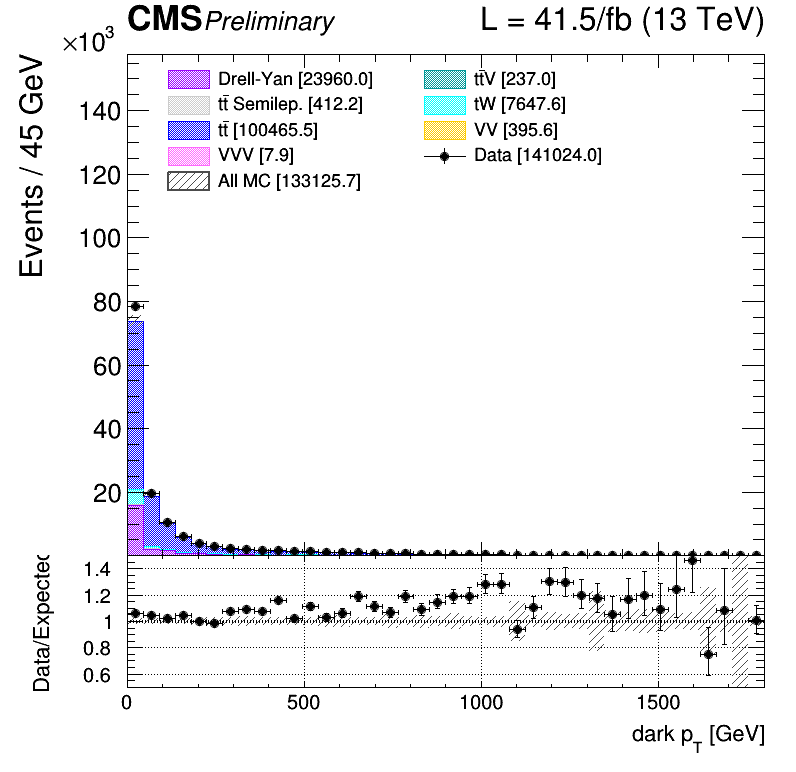 CMS Preliminary L = 41.5/fb (13 TeV)
×10³
Events / 45 GeV
Drell-Yan [23960.0]
tt̄ Semilep. [412.2]
tt̄ [100465.5]
VVV [7.9]
All MC [133125.7]
tt̄V [237.0]
tW [7647.6]
VV [395.6]
Data [141024.0]
140
120
100
80
60
40
20
Data/Expected
1.4
1.2
1
0.8
0.6
0 500 1000 1500
dark p_T [GeV]